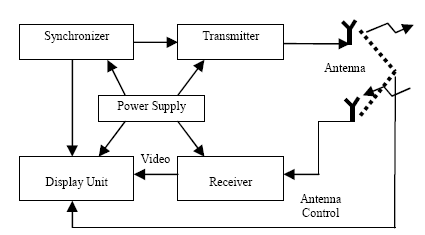 Synchronizer
Transmitter
Antenna
Power Supply
Video
Display Unit
Receiver
Antenna
Control